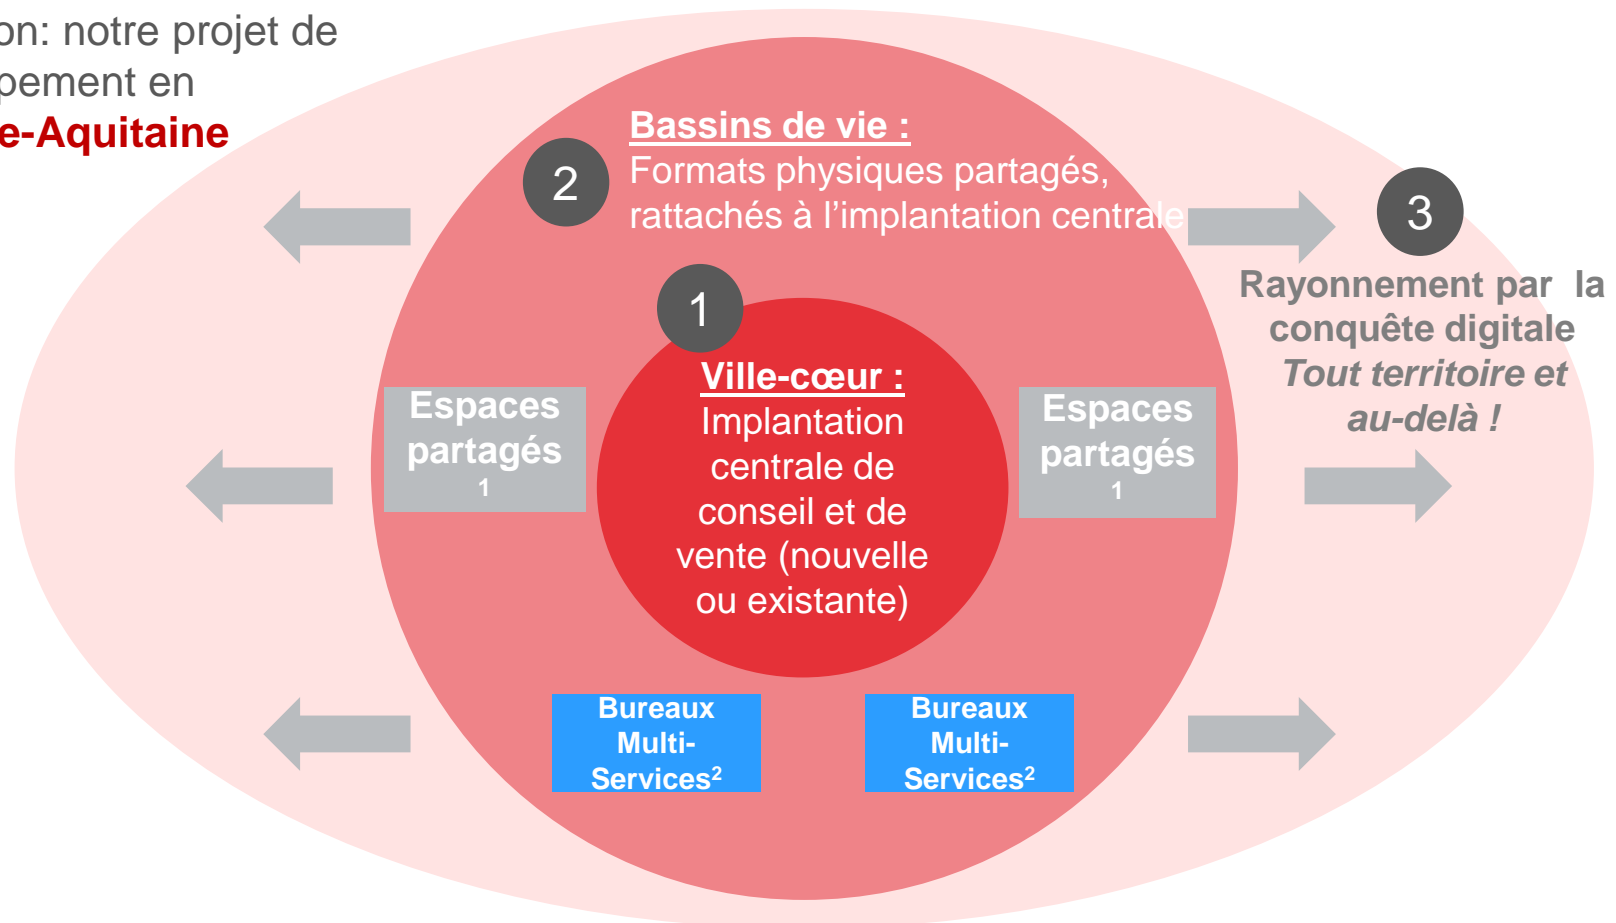 on: notre projet de
pement en
e-Aquitaine
2
Bassins de vie :
Formats physiques partagés,
rattachés à l’implantation centrale
3
Rayonnement par la
conquête digitale
Tout territoire et
au-delà !
1
Ville-cœur :
Implantation
centrale de
conseil et de
vente (nouvelle
ou existante)
Espaces
partagés
1
Espaces
partagés
1
Bureaux
Multi-
Services²
Bureaux
Multi-
Services²